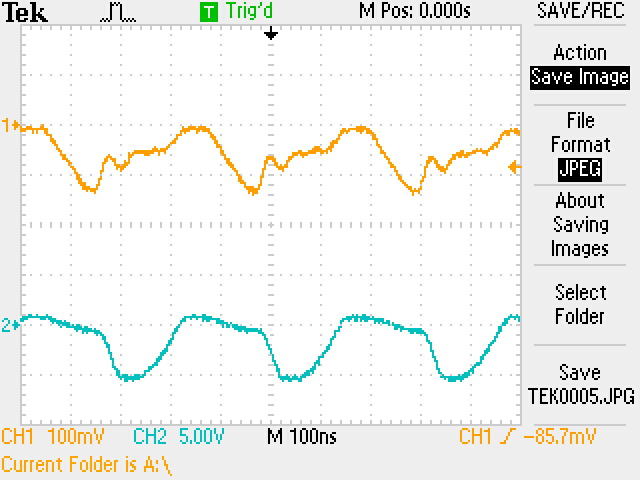 Tek T Trig'd M Pos: 0.000s SAVE/REC
Action
Save Image
File
Format
JPEG
About
Saving
Images
Select
Folder
Save
TEK0005.JPG
1
2
CH1 100mV CH2 5.00V M 100ns CH1 -85.7mV
Current Folder is A:\